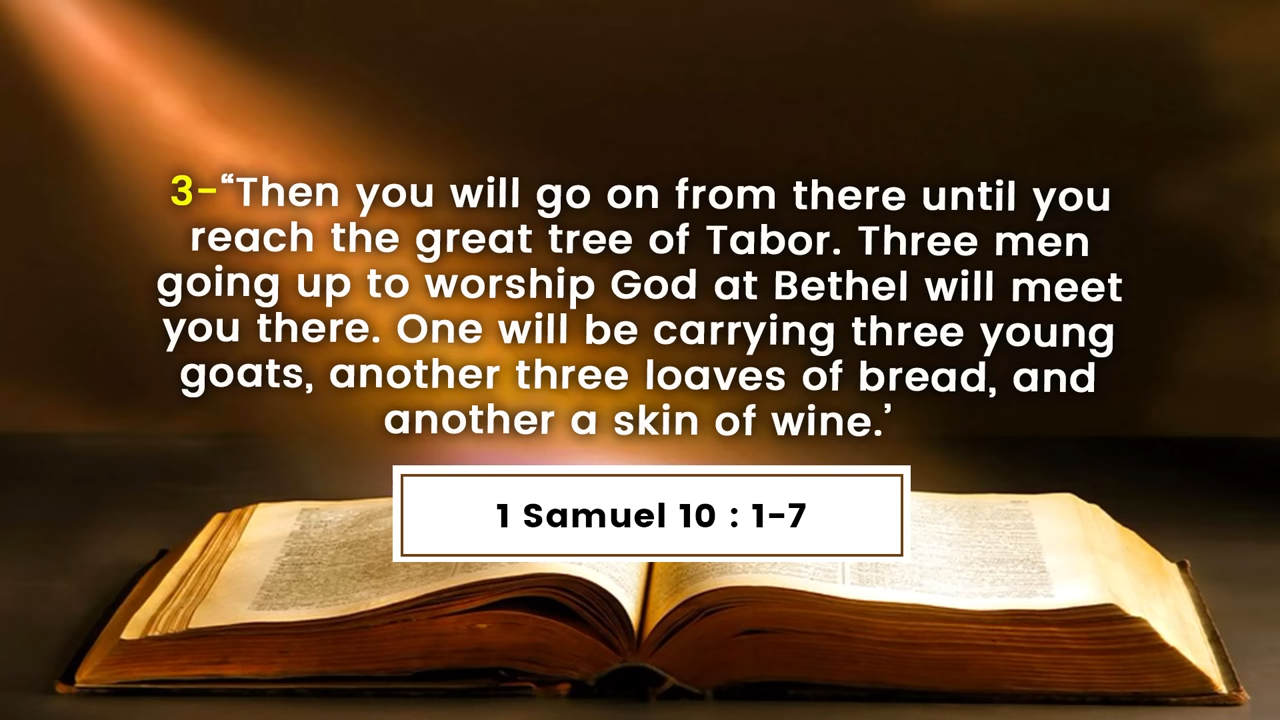 3-“Then you will go on from there until you
reach the great tree of Tabor. Three men
going up to worship God at Bethel will meet
you there. One will be carrying three young
goats, another three loaves of bread, and
another a skin of wine.’
1 Samuel 10 : 1-7